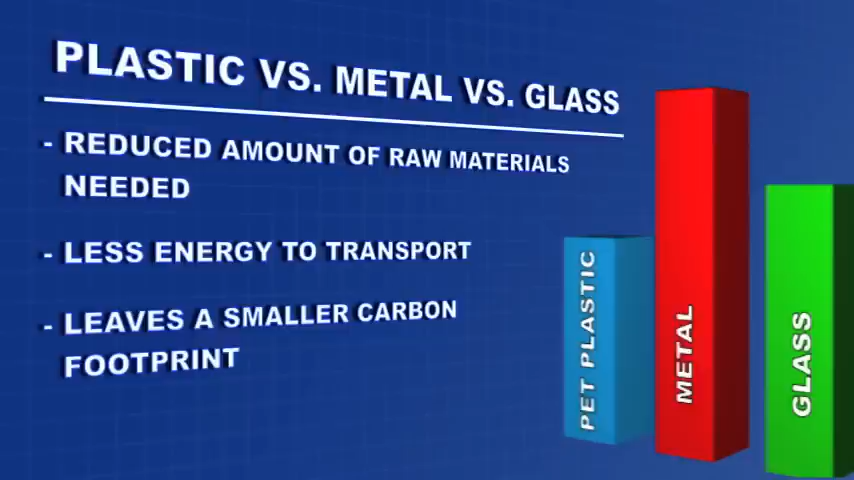 PLASTIC VS. METAL VS. GLASS
- REDUCED AMOUNT OF RAW MATERIALS
NEEDED
- LESS ENERGY TO TRANSPORT
- LEAVES A SMALLER CARBON
FOOTPRINT
PET PLASTIC
METAL
GLASS